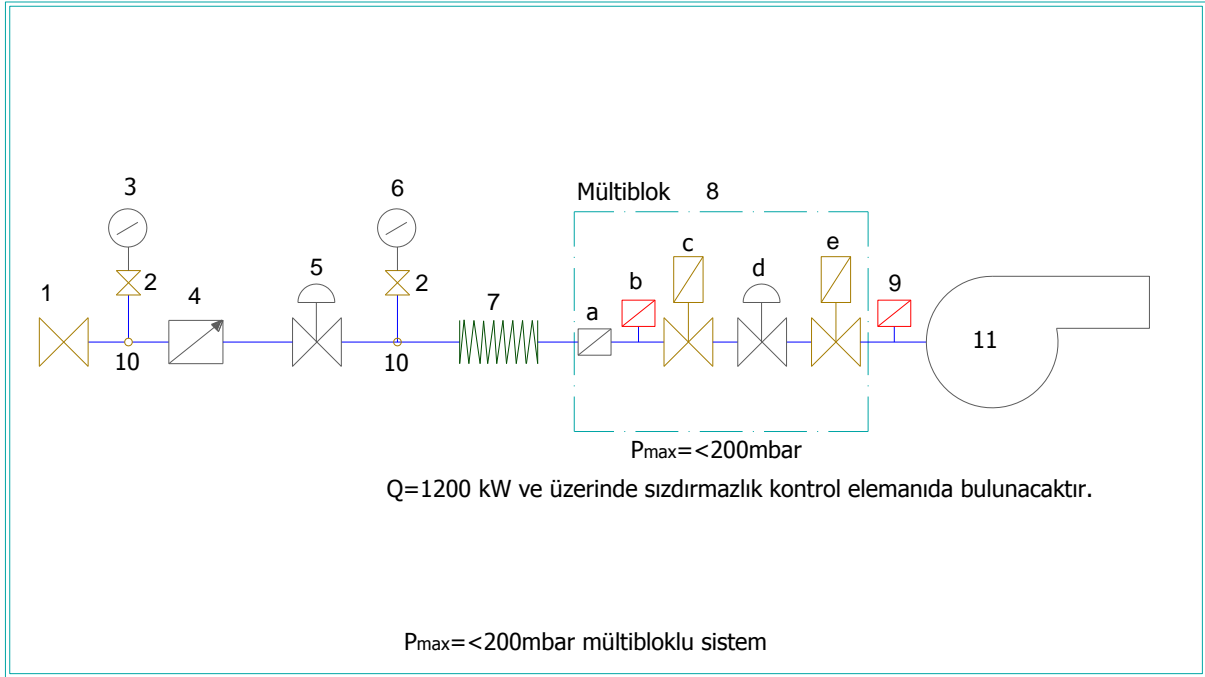 Mültiblok 8
3
6
c
e
d
5
b
9
1
2
4
2
7
a
10
10
11
Pmax=<200mbar
Q=1200 kW ve üzerinde sızdırmazlık kontrol elemanıda bulunacaktır.
Pmax=<200mbar mültibloklu sistem